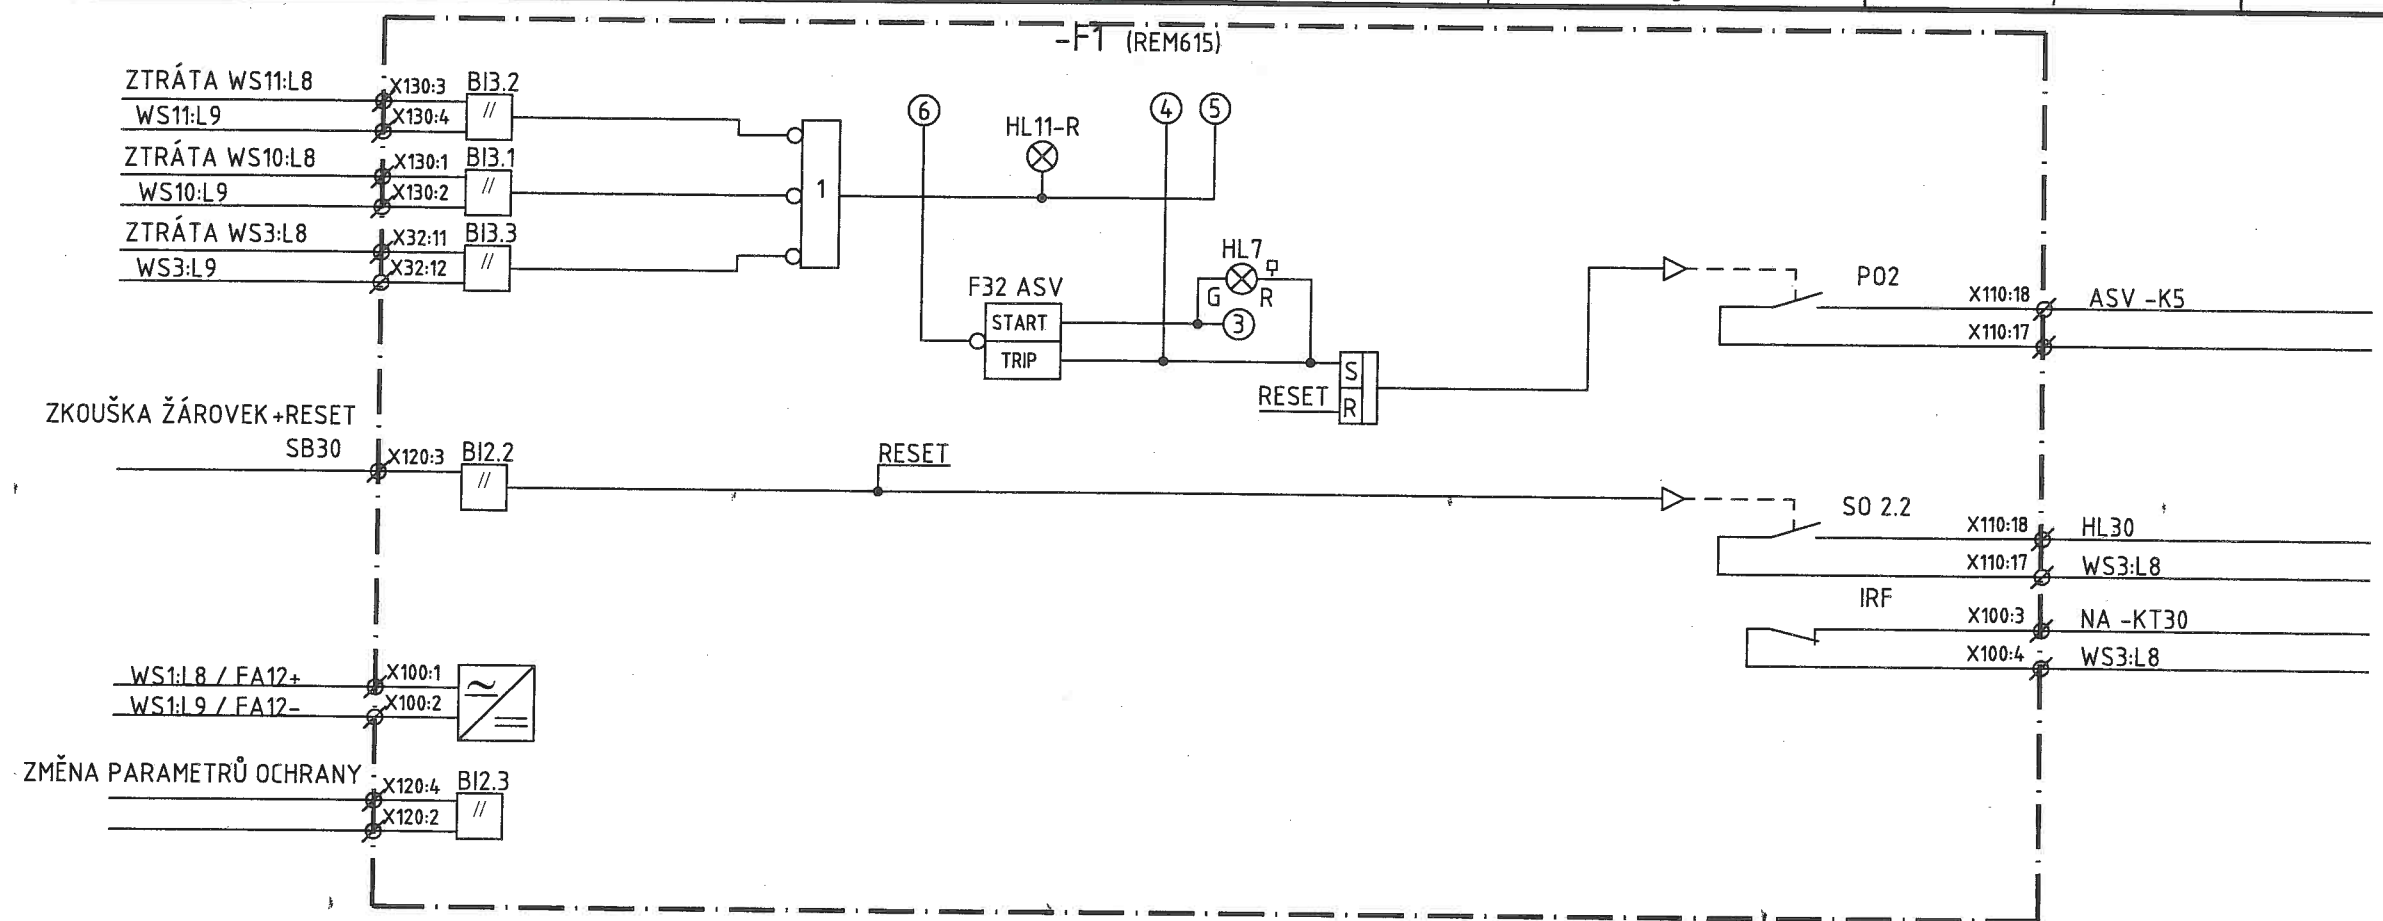 -F1 (REM615)
ZTRÁTA WS11:L8
X130:3
BI3.2
//
WS11:L9
X130:4
ZTRÁTA WS10:L8
X130:1
BI3.1
//
WS10:L9
X130:2
ZTRÁTA WS3:L8
X32:11
BI3.3
//
WS3:L9
X32:12
1
6
HL11-R
4
5
F32 ASV
START
TRIP
HL7
G
R
3
S
RESET
R
PO2
X110:18
ASV -K5
X110:17
ZKOUŠKA ŽÁROVEK+RESET
SB30
X120:3
BI2.2
//
RESET
SO 2.2
X110:18
HL30
X110:17
WS3:L8
IRF
X100:3
NA -KT30
X100:4
WS3:L8
WS1:L8 / FA12+
X100:1
WS1:L9 / FA12-
X100:2
ZMĚNA PARAMETRŮ OCHRANY
X120:4
BI2.3
//
X120:2